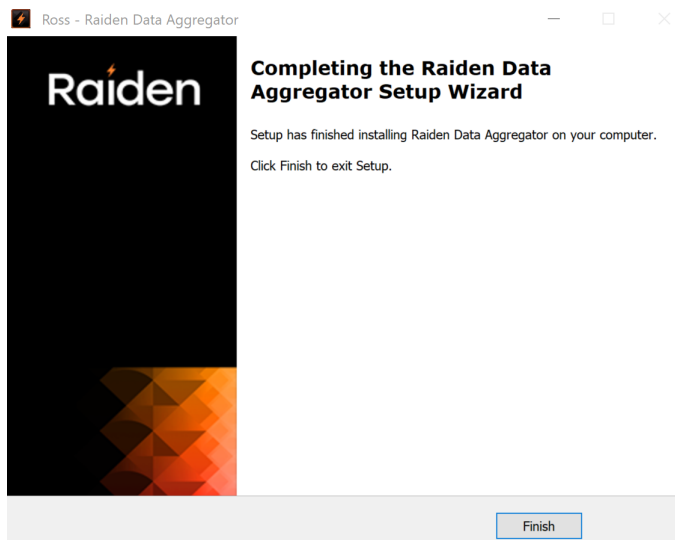 Ross - Raiden Data Aggregator
Raiden
Completing the Raiden Data
Aggregator Setup Wizard
Setup has finished installing Raiden Data Aggregator on your computer.
Click Finish to exit Setup.
Finish